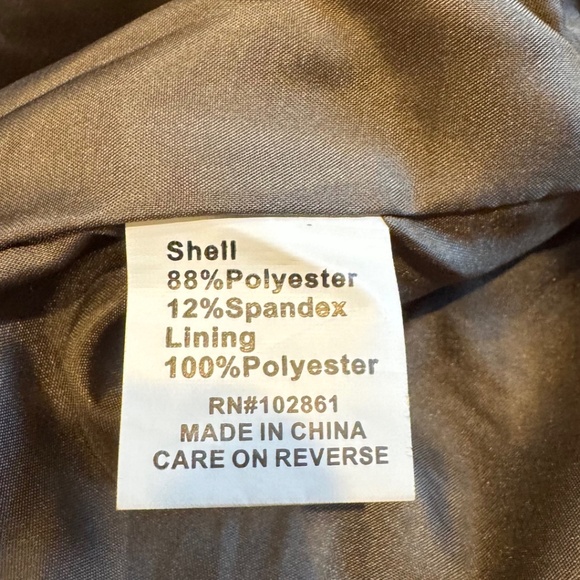 Shell
88%Polyester
12%Spandex
Lining
100%Polyester
RN#102861
MADE IN CHINA
CARE ON REVERSE